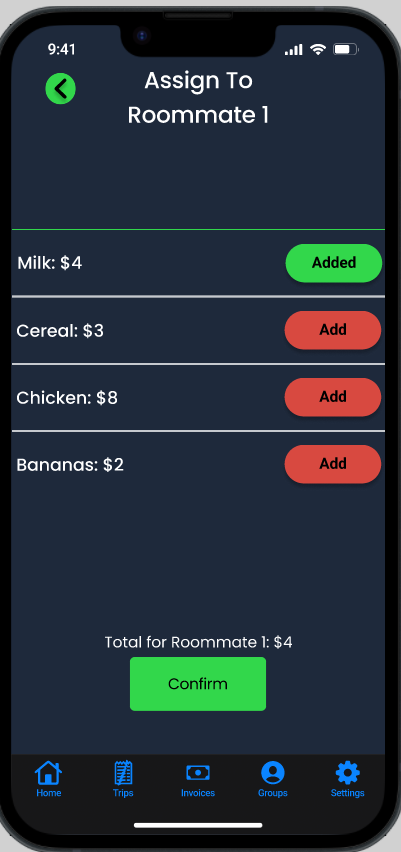 9:41
Assign To
Roommate 1
Milk: $4
Added
Cereal: $3
Add
Chicken: $8
Add
Bananas: $2
Add
Total for Roommate 1: $4
Confirm
Home Trips Invoices Groups Settings